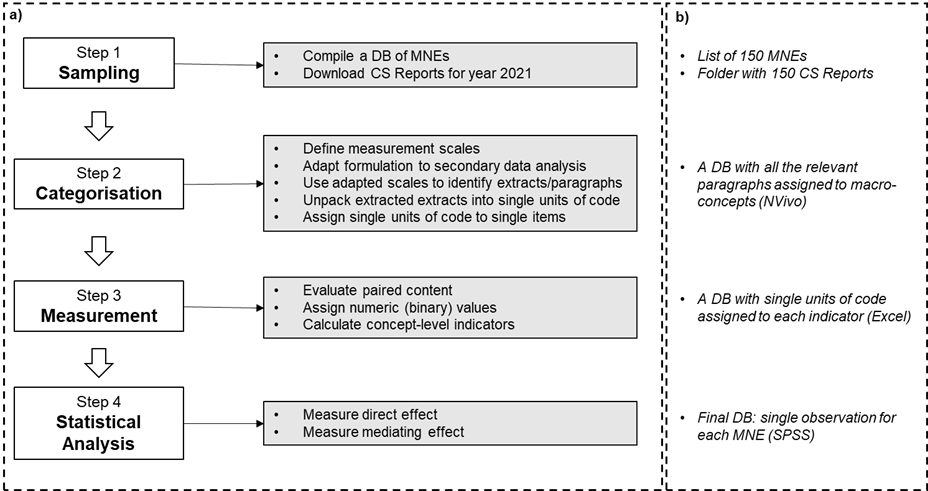 a)
Step 1
Sampling
• Compile a DB of MNEs
• Download CS Reports for year 2021
Step 2
Categorisation
• Define measurement scales
• Adapt formulation to secondary data analysis
• Use adapted scales to identify extracts/paragraphs
• Unpack extracted extracts into single units of code
• Assign single units of code to single items
Step 3
Measurement
• Evaluate paired content
• Assign numeric (binary) values
• Calculate concept-level indicators
Step 4
Statistical
Analysis
• Measure direct effect
• Measure mediating effect
b)
• List of 150 MNEs
• Folder with 150 CS Reports
• A DB with all the relevant
paragraphs assigned to macro-
concepts (NVivo)
• A DB with single units of code
assigned to each indicator (Excel)
• Final DB: single observation for
each MNE (SPSS)